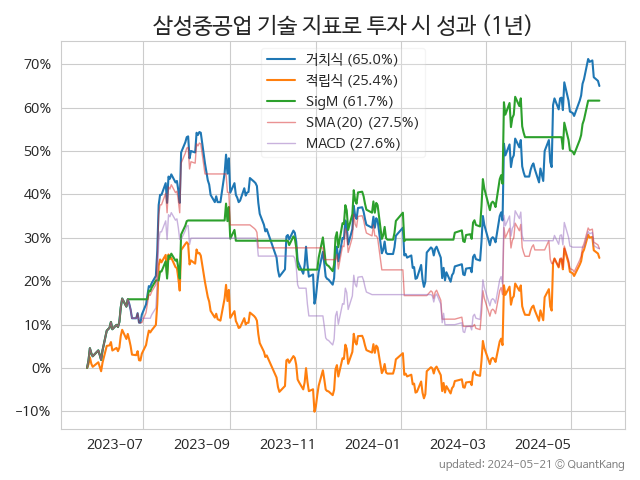 삼성중공업 기술 지표로 투자 시 성과 (1년)
거치식 (65.0%)
적립식 (25.4%)
SigM (61.7%)
SMA(20) (27.5%)
MACD (27.6%)
70%
60%
50%
40%
30%
20%
10%
0%
−10%
2023−07 2023−09 2023−11 2024−01 2024−03 2024−05
updated: 2024−05−21 © QuantKang